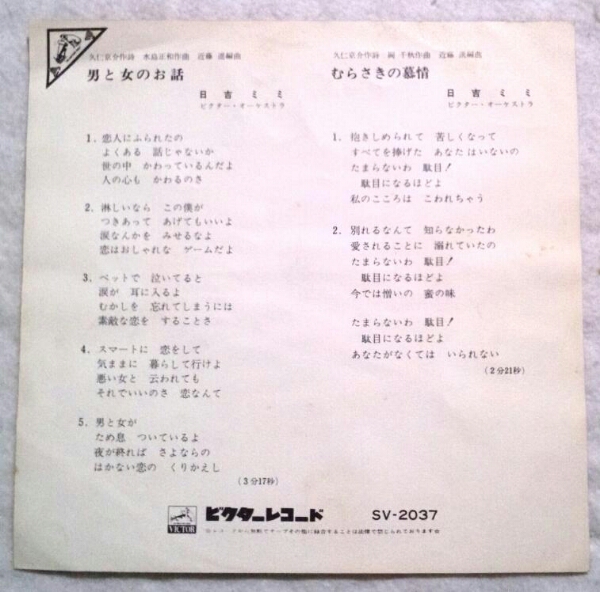 久仁京介作詩 水島正和作曲 近藤 進編曲
男と女のお話
日吉ミミ
ビクター・オーケストラ
1. 恋人にふられたの
よくある 話じゃないか
世の中 かわっているんだよ
人の心も かわるのさ
2. 淋しいなら この僕が
つきあって あげてもいいよ
涙なんかを みせるなよ
恋はおしゃれな ゲームだよ
3. ベットで 泣いてると
涙が 耳に入るよ
むかしを 忘れてしまうには
素敵な恋を することさ
4. スマートに 恋をして
気ままに 暮らして行けよ
悪い女と 云われても
それでいいのさ 恋なんて
5. 男と女が
ため息 ついているよ
夜が終れば さよならの
はかない恋の くりかえし
(3分17秒)
久仁京介作詩 千秋作曲 近藤 進編曲
むらさきの慕情
日吉ミミ
ビクター・オーケストラ
1. 抱きしめられて 苦しくなって
すべてを捧げた あなたはいないの
たまらないわ 駄目!
駄目になるほどよ
私のこころは こわれちゃう
2. 別れるなんて 知らなかったわ
愛されることに 溺れていたの
たまらないわ 駄目!
駄目になるほどよ
今では憎いの 蜜の味
たまらないわ 駄目!
駄目になるほどよ
あなたがなくては いられない
(2分21秒)
VICTOR
ビクターレコード SV-2037